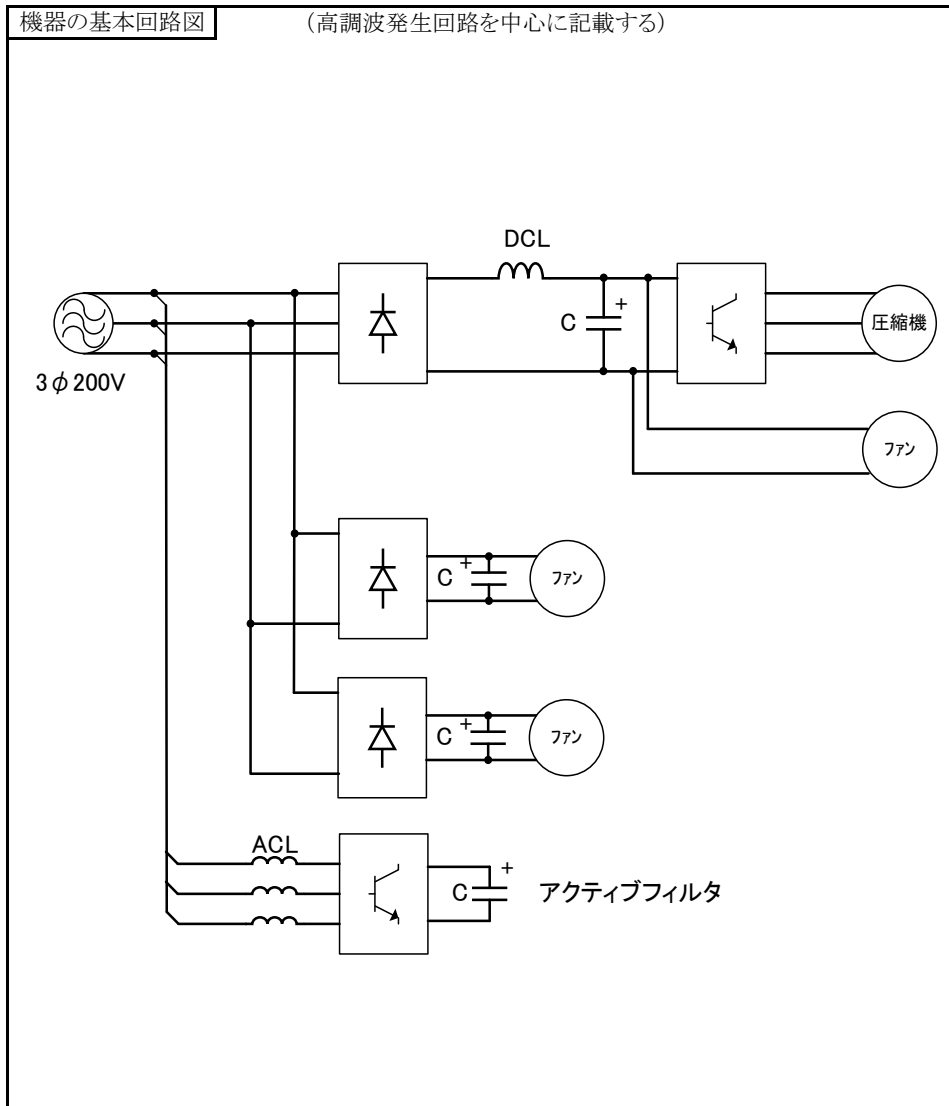 機器の基本回路図
(高調波発生回路を中心に記載する)
DCL
C
+
圧縮機
3φ200V
ファン
C
+
ファン
C
+
ファン
ACL
C
+
アクティブフィルタ